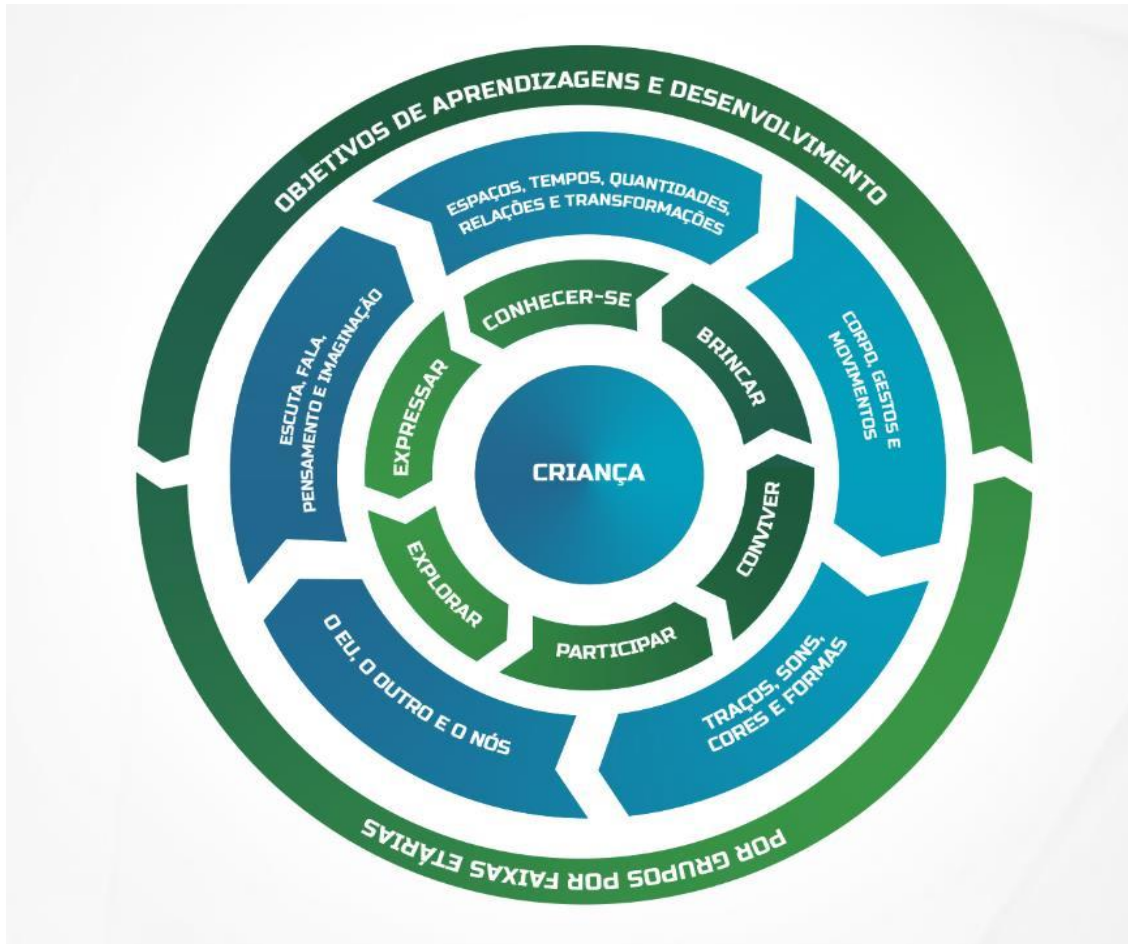 OBJETIVOS DE APRENDIZAGENS E DESENVOLVIMENTO
ESPAÇOS, TEMPOS, QUANTIDADES,
RELAÇÕES E TRANSFORMAÇÕES
CORPO, GESTOS E
MOVIMENTOS
TRAÇOS, SONS,
CORES E FORMAS
O EU, O OUTRO E O NÓS
ESCUTA, FALA,
PENSAMENTO E IMAGINAÇÃO
CONHECER-SE
BRINCAR
CONVIVER
PARTICIPAR
EXPLORAR
EXPRESSAR
CRIANÇA
POR GRUPOS POR FAIXAS ETÁRIAS